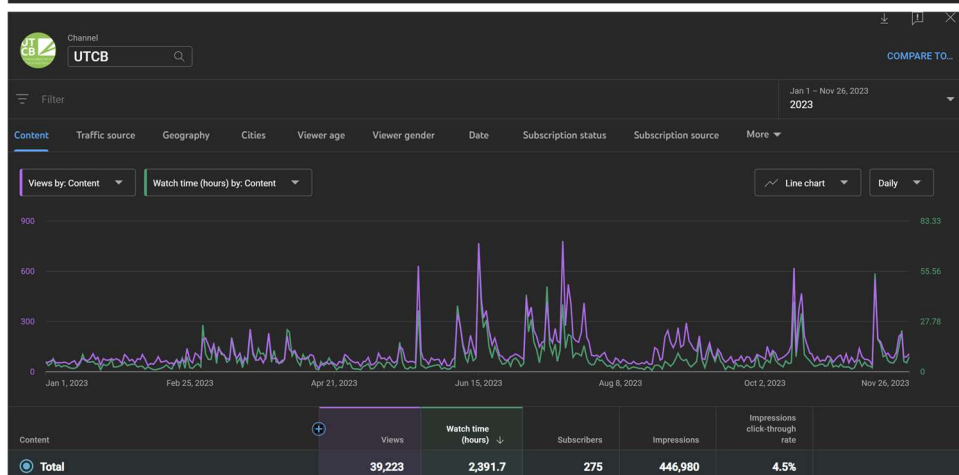 UT
CB
Channel
UTCB
COMPARE TO...
Filter
Jan 1 – Nov 26, 2023
2023
Content Traffic source Geography Cities Viewer age Viewer gender Date Subscription status Subscription source More
Views by: Content Watch time (hours) by: Content Line chart Daily
900 83.33
600 55.56
300 27.78
0 0
Jan 1, 2023 Feb 25, 2023 Apr 21, 2023 Jun 15, 2023 Aug 8, 2023 Oct 2, 2023 Nov 26, 2023
Content Views Watch time (hours) Subscribers Impressions Impressions click-through rate
Total 39,223 2,391.7 275 446,980 4.5%